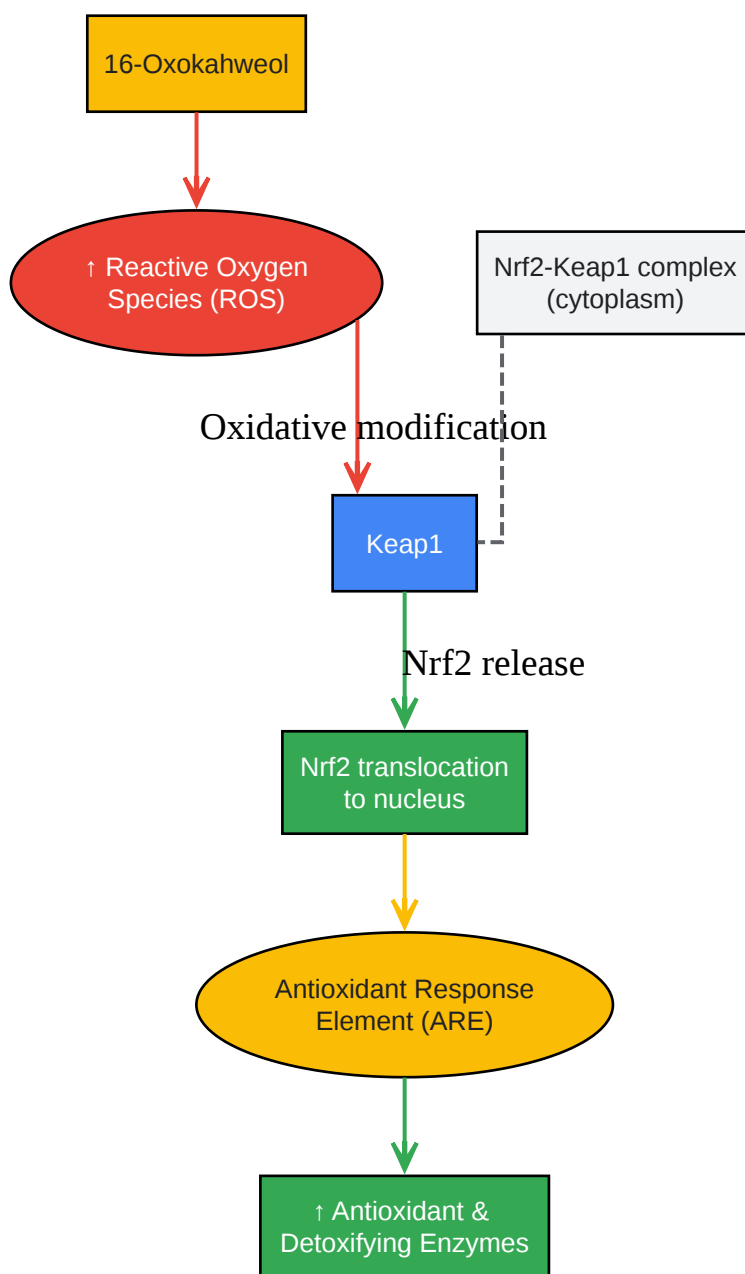 16-Oxokahweol
↑ Reactive Oxygen
Species (ROS)
Nrf2-Keap1 complex
(cytoplasm)
Oxidative modification
Keap1
Nrf2 release
Nrf2 translocation
to nucleus
Antioxidant Response
Element (ARE)
↑ Antioxidant &
Detoxifying Enzymes